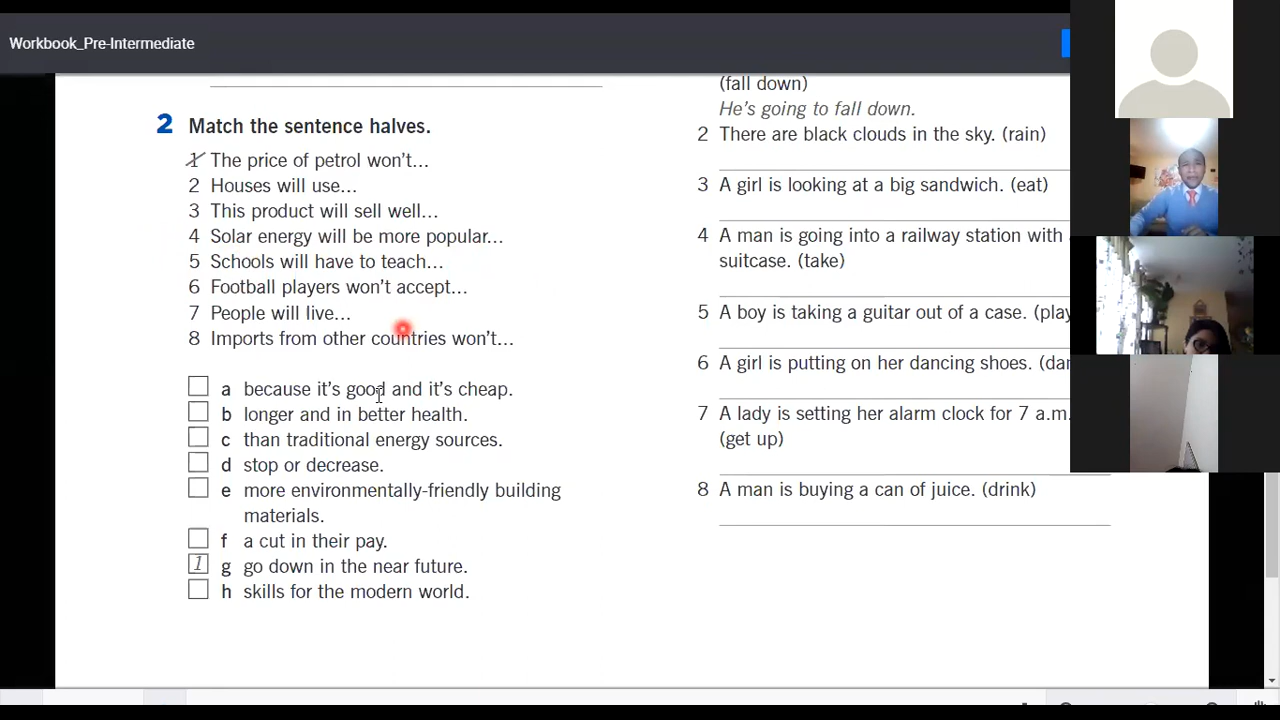 Workbook_Pre-Intermediate
2 Match the sentence halves.
1 The price of petrol won't...
2 Houses will use...
3 This product will sell well...
4 Solar energy will be more popular...
5 Schools will have to teach...
6 Football players won't accept...
7 People will live...
8 Imports from other countries won't...
a because it's good and it's cheap.
b longer and in better health.
c than traditional energy sources.
d stop or decrease.
e more environmentally-friendly building
materials.
f a cut in their pay.
1 g go down in the near future.
h skills for the modern world.
(fall down)
He's going to fall down.
2 There are black clouds in the sky. (rain)
3 A girl is looking at a big sandwich. (eat)
4 A man is going into a railway station with
suitcase. (take)
5 A boy is taking a guitar out of a case. (play
6 A girl is putting on her dancing shoes. (dan
7 A lady is setting her alarm clock for 7 a.m.
(get up)
8 A man is buying a can of juice. (drink)